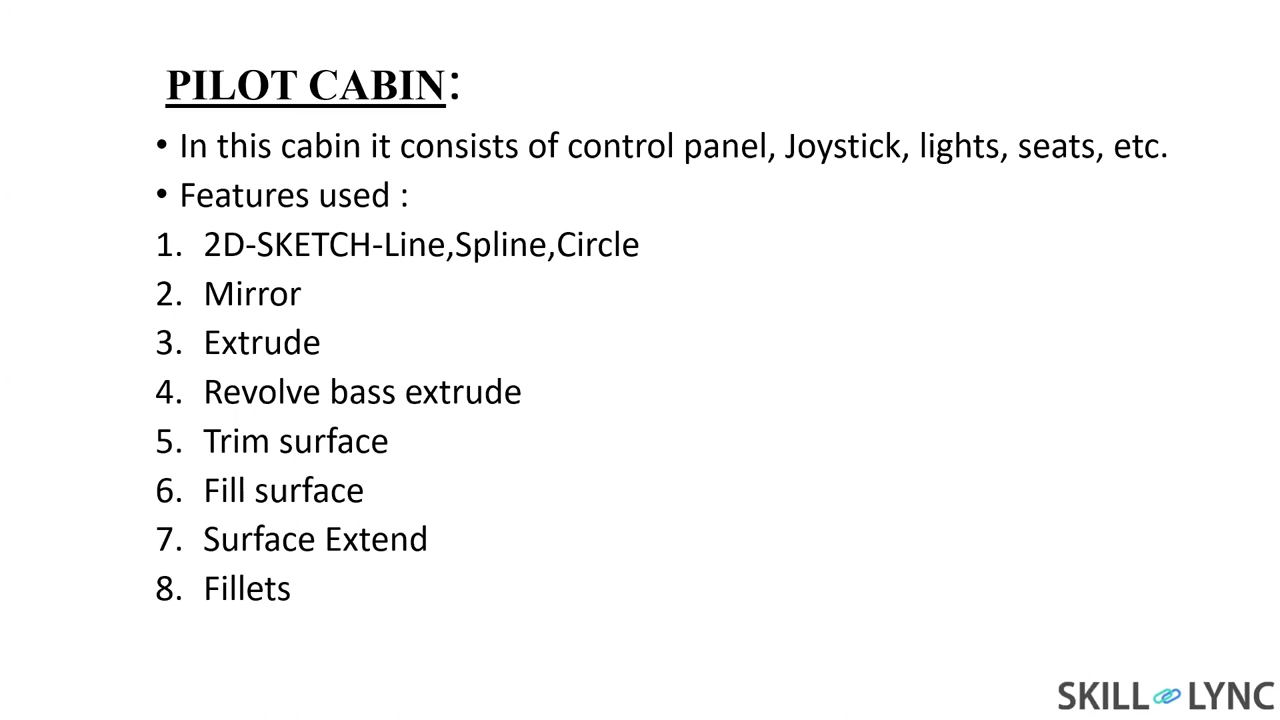 PILOT CABIN:
• In this cabin it consists of control panel, Joystick, lights, seats, etc.
• Features used :
1. 2D-SKETCH-Line,Spline,Circle
2. Mirror
3. Extrude
4. Revolve bass extrude
5. Trim surface
6. Fill surface
7. Surface Extend
8. Fillets
SKILL LYNC